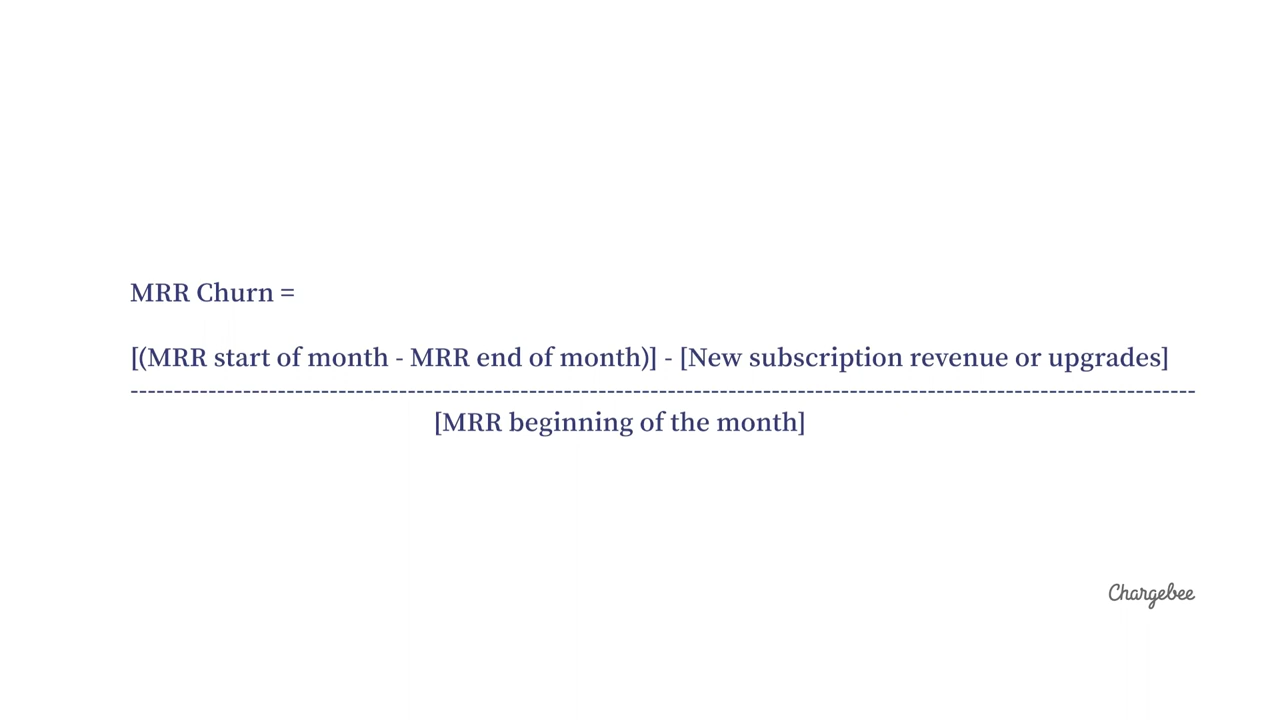 MRR Churn =
[(MRR start of month - MRR end of month)] - [New subscription revenue or upgrades]
---------------------------------------------------------------------------------------------------------------------------
[MRR beginning of the month]
Chargebee